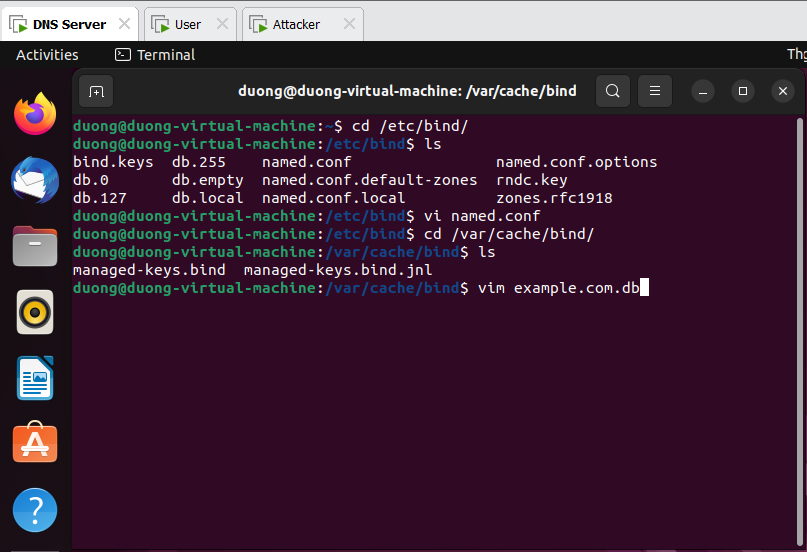 DNS Server User Attacker
Activities Terminal Thg
duong@duong-virtual-machine: /var/cache/bind
duong@duong-virtual-machine:~$ cd /etc/bind/
duong@duong-virtual-machine:/etc/bind$ ls
bind.keys db.255 named.conf named.conf.options
db.0 db.empty named.conf.default-zones rndc.key
db.127 db.local named.conf.local zones.rfc1918
duong@duong-virtual-machine:/etc/bind$ vi named.conf
duong@duong-virtual-machine:/etc/bind$ cd /var/cache/bind/
duong@duong-virtual-machine:/var/cache/bind$ ls
managed-keys.bind managed-keys.bind.jnl
duong@duong-virtual-machine:/var/cache/bind$ vim example.com.db